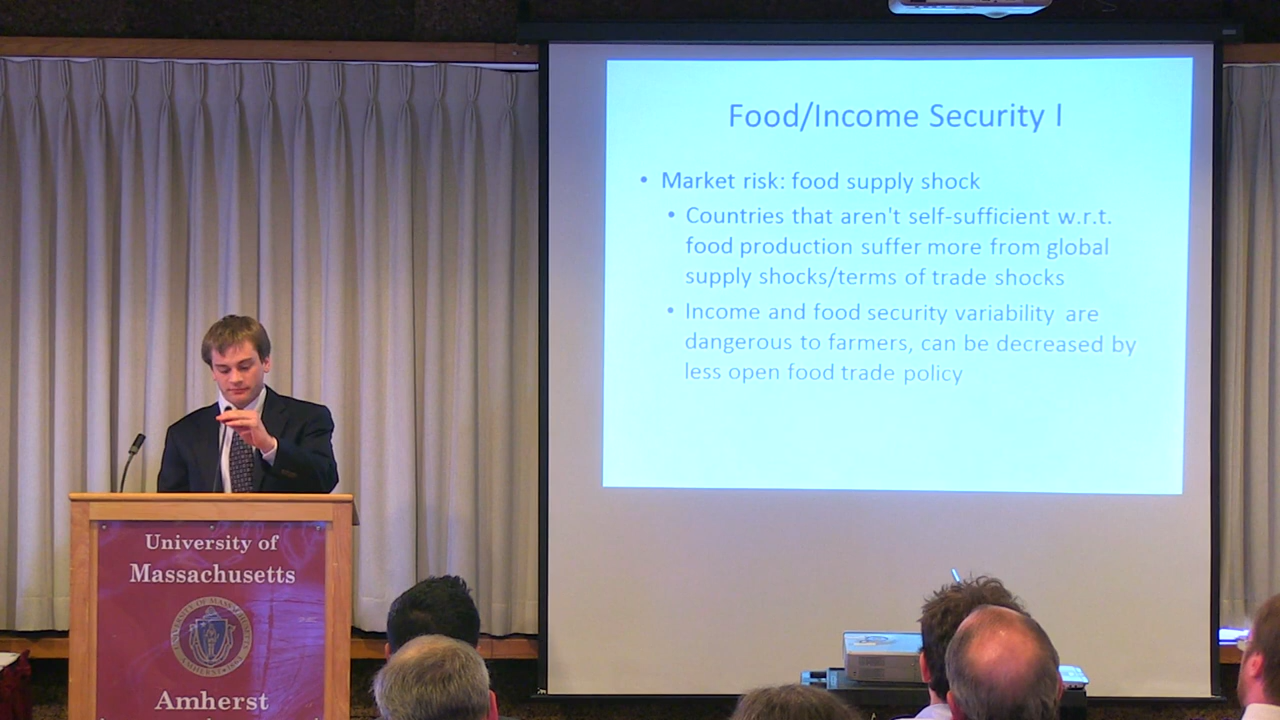 Food/Income Security I
• Market risk: food supply shock
• Countries that aren't self-sufficient w.r.t.
food production suffer more from global
supply shocks/terms of trade shocks
• Income and food security variability are
dangerous to farmers, can be decreased by
less open food trade policy
University of
Massachusetts
Amherst